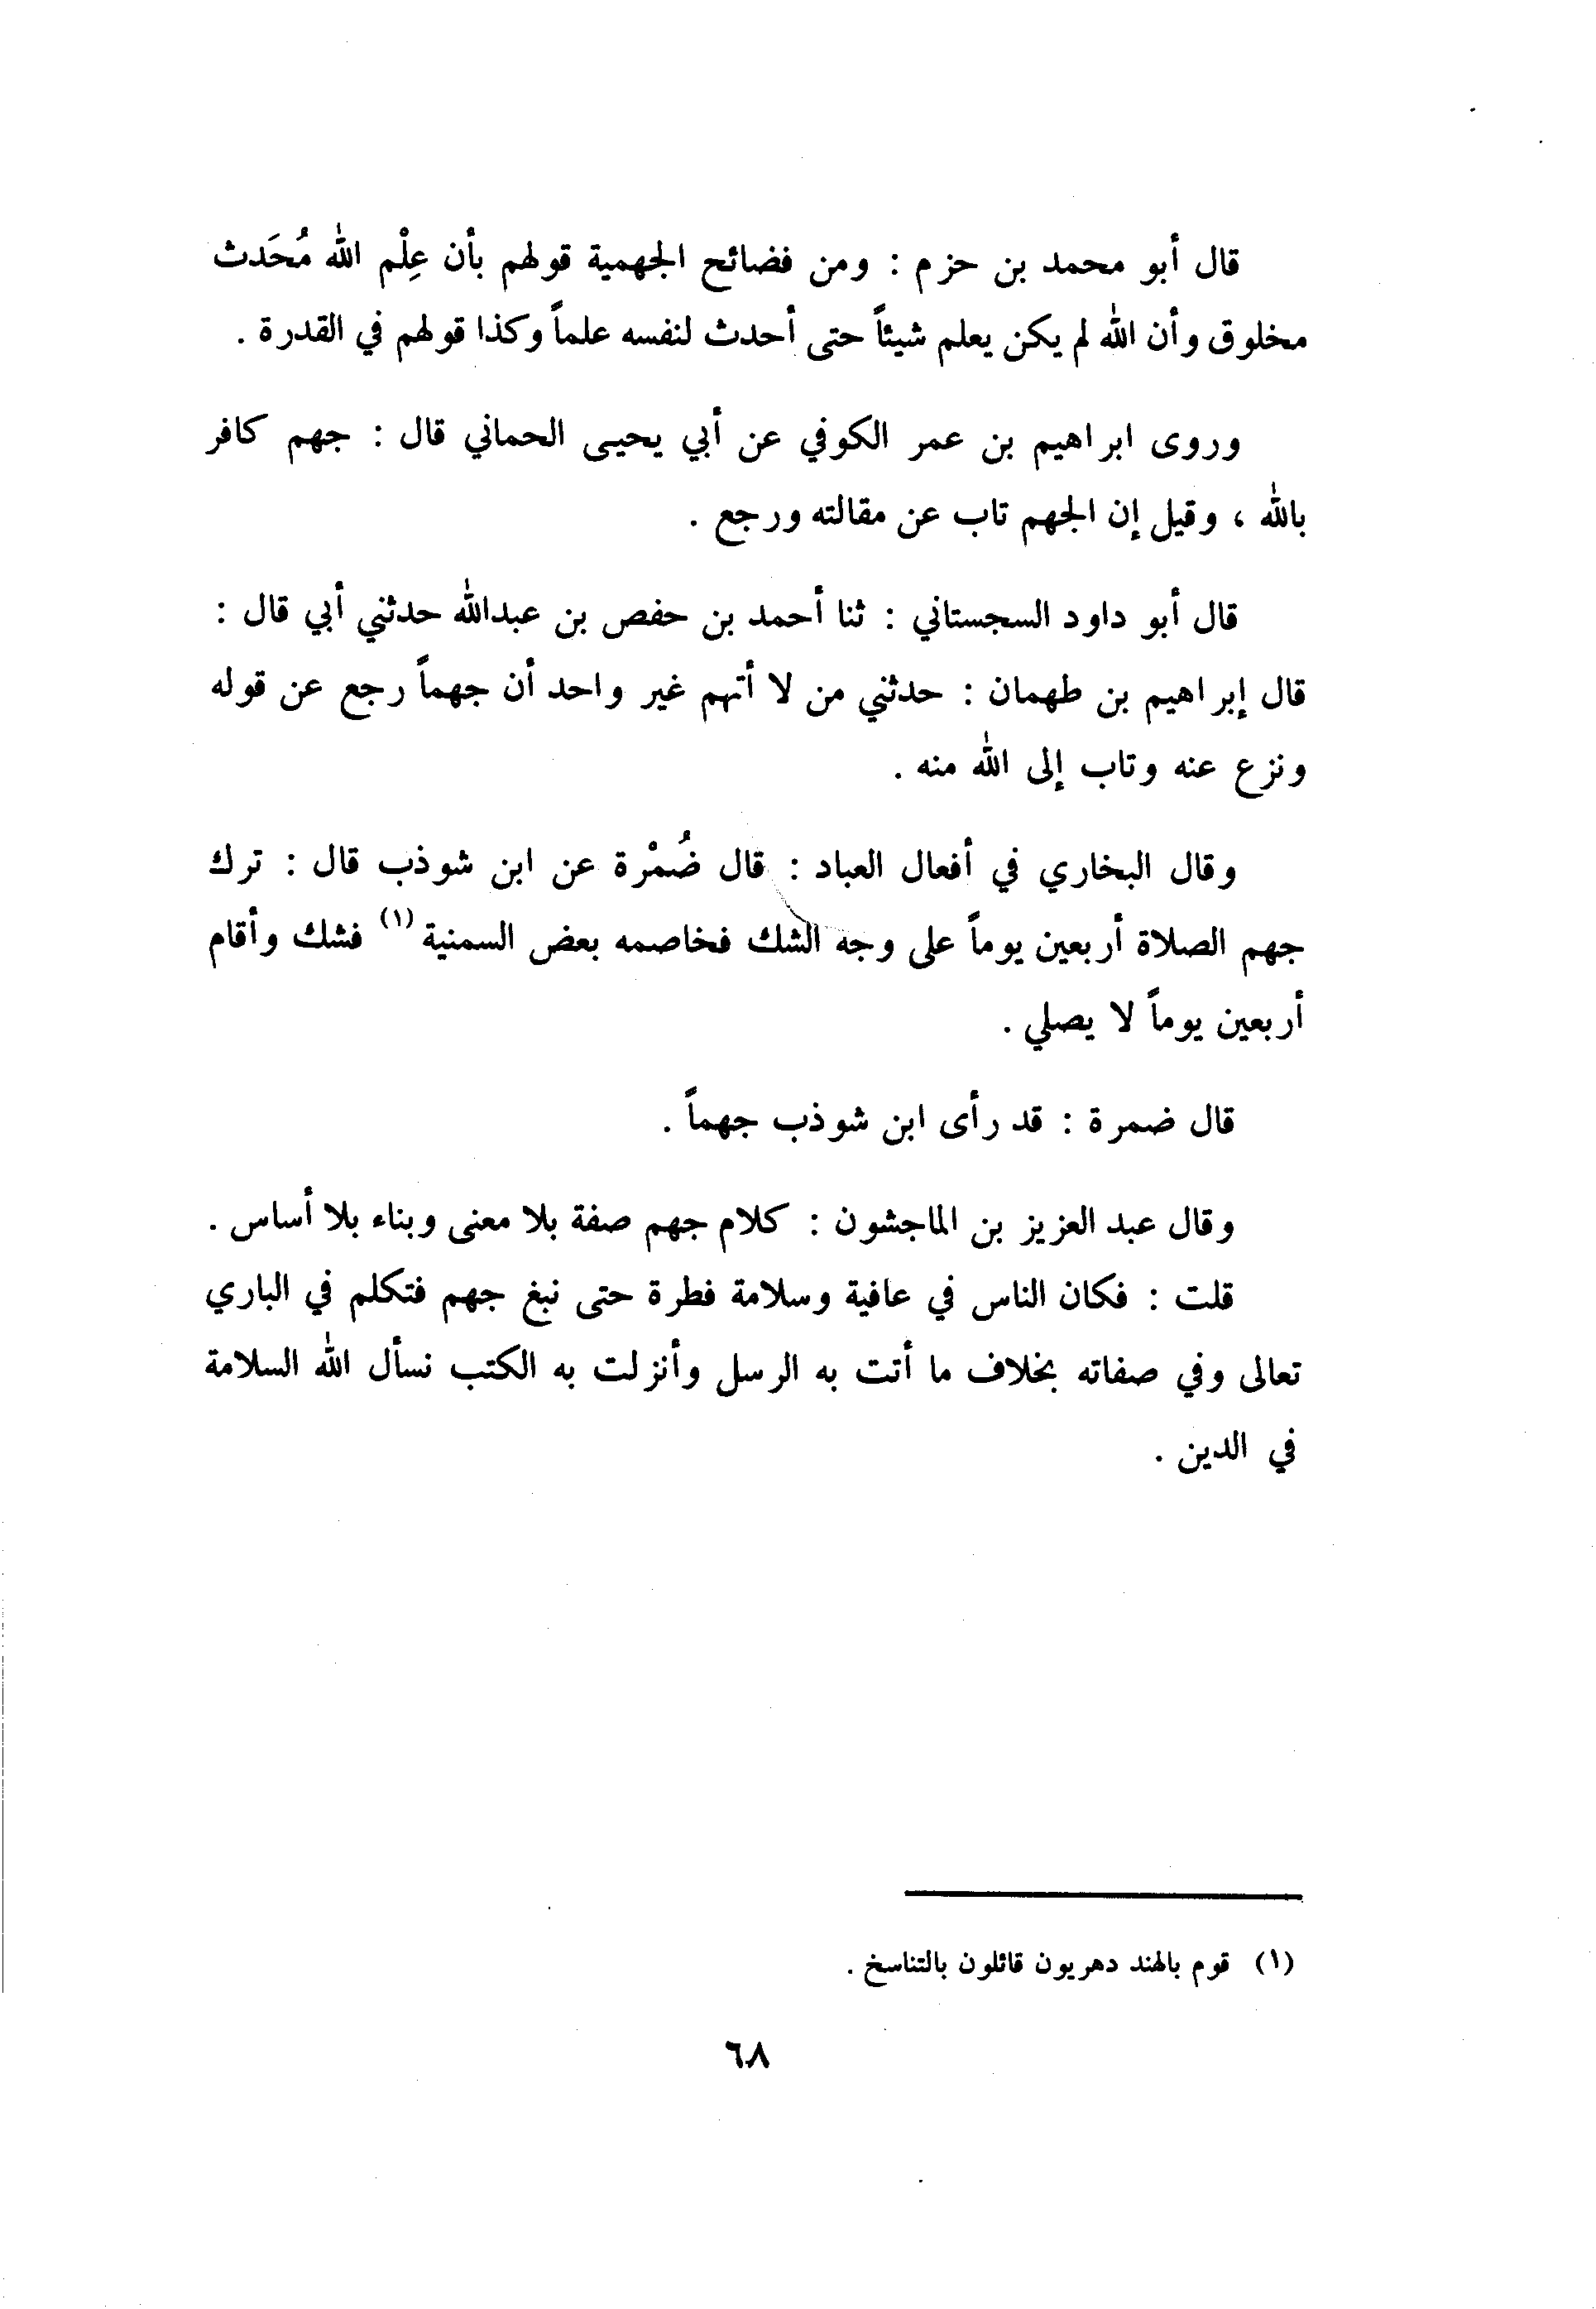 قال أبو محمد بن حزم : ومن فضائح الجهمية قولهم بأن عِلْم الله مُحَدث
مخلوق وأن الله لم يكن يعلم شيئاً حتى أحدث لنفسه علماً وكذا قولهم في القدرة .
وروى ابراهيم بن عمر الكوفي عن أبي يحيى الحماني قال : جهم كافر
بالله ، وقيل إن الجهم تاب عن مقالته ورجع .
قال أبو داود السجستاني : ثنا أحمد بن حفص بن عبدالله حدثني أبي قال :
قال إبراهيم بن طهمان : حدثني من لا أتهم غير واحد أن جهماً رجع عن قوله
ونزع عنه وتاب إلى الله منه .
وقال البخاري في أفعال العباد : قال ضُمْرة عن ابن شوذب قال : ترك
جهم الصلاة أربعين يوماً على وجه الشك فخاصمه بعض السمنية (١) فشك وأقام
أربعين يوماً لا يصلي .
قال ضمرة : قد رأى ابن شوذب جهماً .
وقال عبد العزيز بن الماجشون : كلام جهم صفة بلا معنى وبناء بلا أساس .
قلت : فكان الناس في عافية وسلامة فطرة حتى نبغ جهم فتكلم في الباري
تعالى وفي صفاته بخلاف ما أتت به الرسل وأنزلت به الكتب نسأل الله السلامة
في الدين .
(١) قوم بالهند دهريون قائلون بالتناسخ .
٦٨